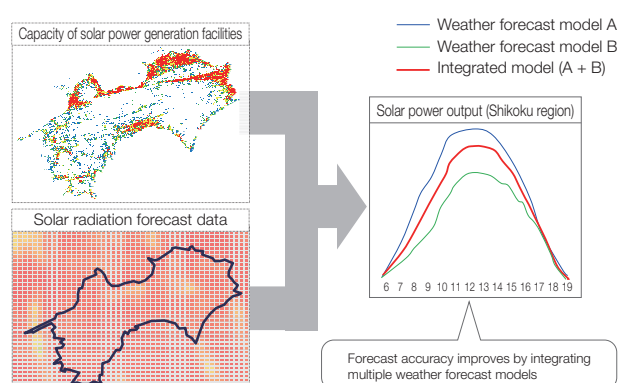 Capacity of solar power generation facilities
Solar radiation forecast data
Weather forecast model A
Weather forecast model B
Integrated model (A + B)
Solar power output (Shikoku region)
6 7 8 9 10 11 12 13 14 15 16 17 18 19
Forecast accuracy improves by integrating
multiple weather forecast models